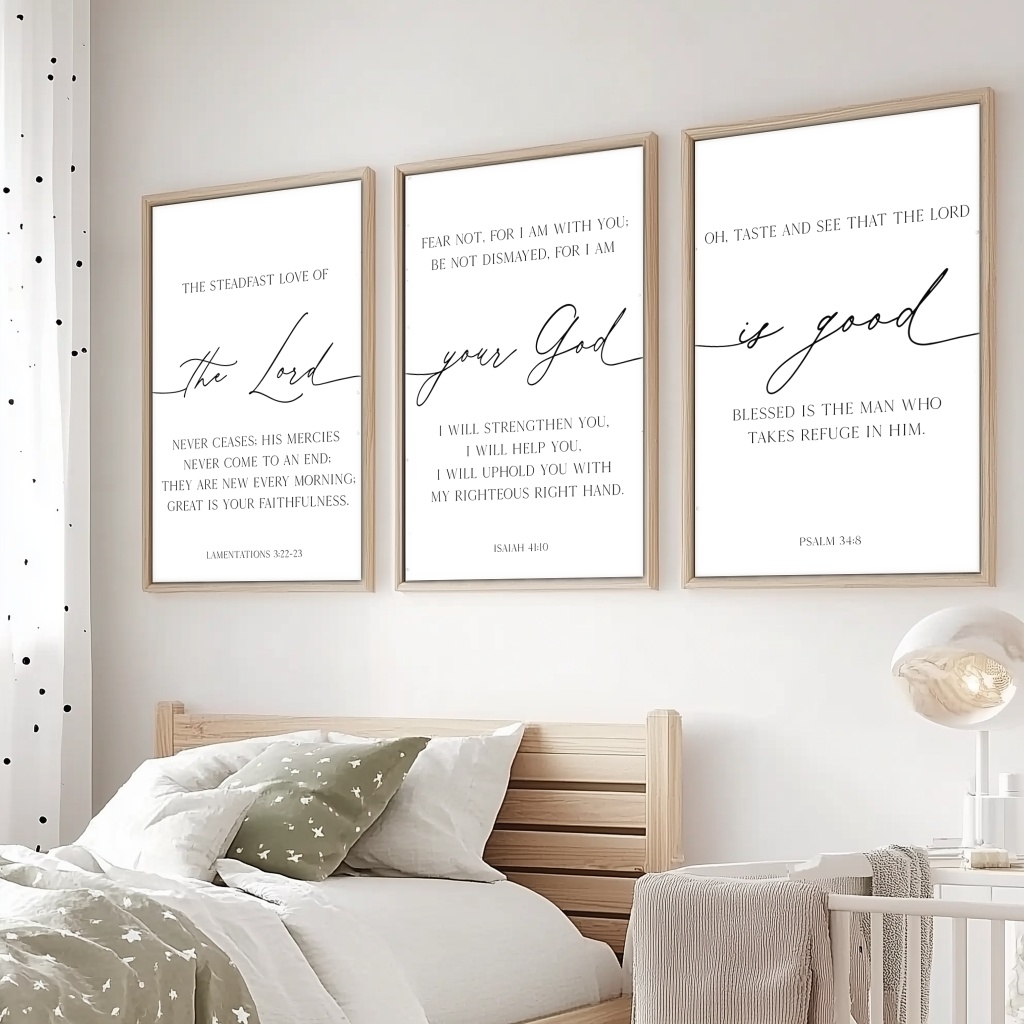 THE STEADFAST LOVE OF
the Lord
NEVER CEASES; HIS MERCIES
NEVER COME TO AN END;
THEY ARE NEW EVERY MORNING;
GREAT IS YOUR FAITHFULNESS.
LAMENTATIONS 3:22-23
FEAR NOT, FOR I AM WITH YOU;
BE NOT DISMAYED, FOR I AM
your God
I WILL STRENGTHEN YOU,
I WILL HELP YOU,
I WILL UPHOLD YOU WITH
MY RIGHTEOUS RIGHT HAND.
ISAIAH 41:10
OH, TASTE AND SEE THAT THE LORD
is good
BLESSED IS THE MAN WHO
TAKES REFUGE IN HIM.
PSALM 34:8